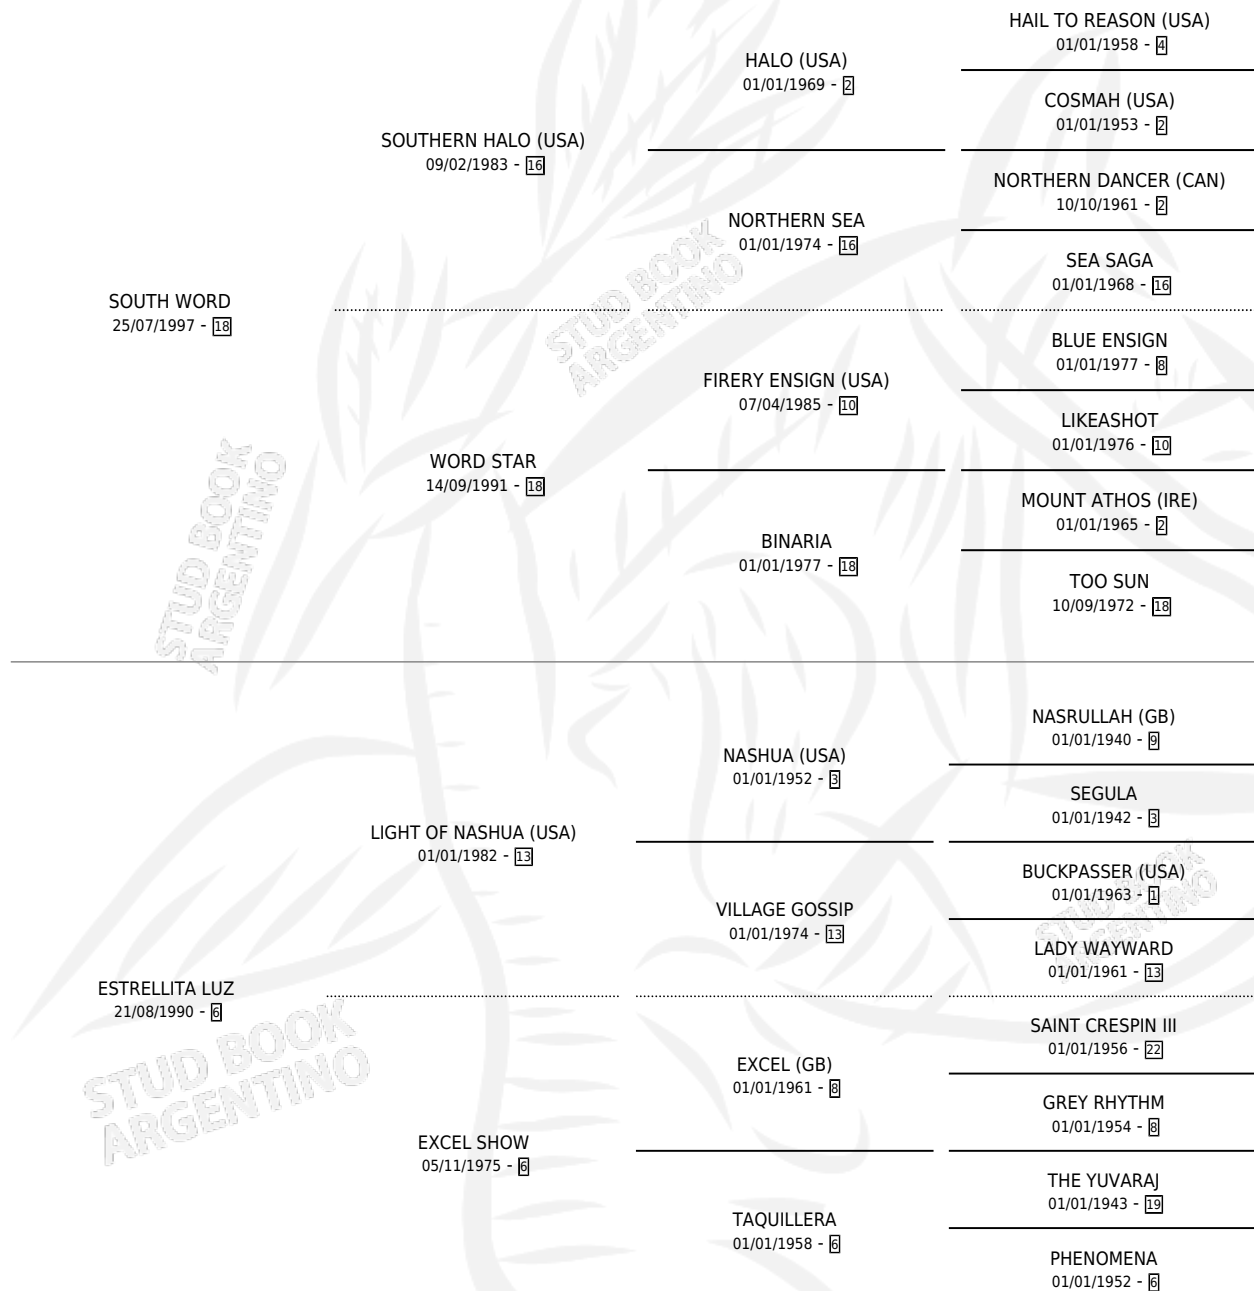 HAIL TO REASON (USA)
01/01/1958 - 4
HALO (USA)
01/01/1969 - 2
COSMAH (USA)
01/01/1953 - 2
SOUTHERN HALO (USA)
09/02/1983 - 16
NORTHERN DANCER (CAN)
10/10/1961 - 2
NORTHERN SEA
01/01/1974 - 16
SEA SAGA
01/01/1968 - 16
SOUTH WORD
25/07/1997 - 18
BLUE ENSIGN
01/01/1977 - 8
FIRERY ENSIGN (USA)
07/04/1985 - 10
LIKEASHOT
01/01/1976 - 10
WORD STAR
14/09/1991 - 18
MOUNT ATHOS (IRE)
01/01/1965 - 2
BINARIA
01/01/1977 - 18
TOO SUN
10/09/1972 - 18
NASRULLAH (GB)
01/01/1940 - 9
NASHUA (USA)
01/01/1952 - 3
SEGULA
01/01/1942 - 3
LIGHT OF NASHUA (USA)
01/01/1982 - 13
BUCKPASSER (USA)
01/01/1963 - 1
VILLAGE GOSSIP
01/01/1974 - 13
LADY WAYWARD
01/01/1961 - 13
ESTRELLITA LUZ
21/08/1990 - 6
SAINT CRESPIN III
01/01/1956 - 22
EXCEL (GB)
01/01/1961 - 8
GREY RHYTHM
01/01/1954 - 8
EXCEL SHOW
05/11/1975 - 6
THE YUVARAJ
01/01/1943 - 19
TAQUILLERA
01/01/1958 - 6
PHENOMENA
01/01/1952 - 6
STUD BOOK
ARGENTINO
STUD BOOK
ARGENTINO
STUD BOOK
ARGENTINO
STUD BOOK
ARGENTINO